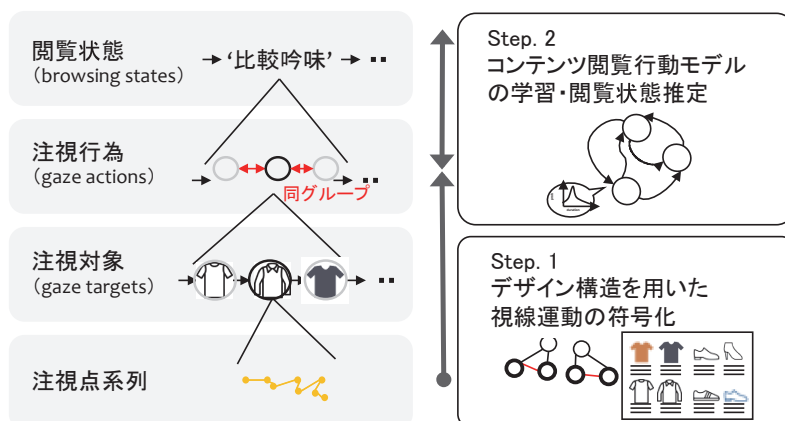 閲覧状態
(browsing states)
‘比較吟味’
注視行為
(gaze actions)
同グループ
注視対象
(gaze targets)
注視点系列
Step. 2
コンテンツ閲覧行動モデル
の学習・閲覧状態推定
Step. 1
デザイン構造を用いた
視線運動の符号化